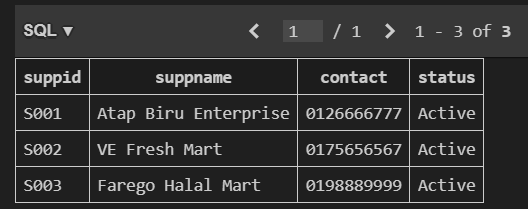 SQL ▼ < 1 / 1 > 1 - 3 of 3
suppid suppname contact status
S001 Atap Biru Enterprise 0126666777 Active
S002 VE Fresh Mart 0175656567 Active
S003 Farego Halal Mart 0198889999 Active